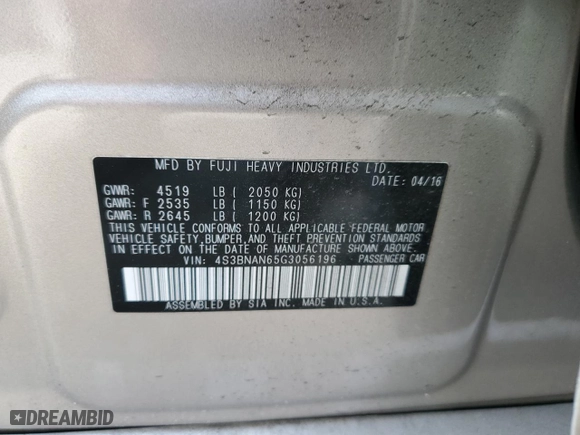 MFD BY FUJI HEAVY INDUSTRIES LTD.
DATE: 04/16
GVWR: 4519 LB ( 2050 KG)
GAWR: F 2535 LB ( 1150 KG)
GAWR: R 2645 LB ( 1200 KG)
THIS VEHICLE CONFORMS TO ALL APPLICABLE FEDERAL MOTOR
VEHICLE SAFETY, BUMPER, AND THEFT PREVENTION STANDARDS
IN EFFECT ON THE DATE OF MANUFACTURE SHOWN ABOVE.
VIN: 4S3BNAN65G3056196 PASSENGER CAR
ASSEMBLED BY SIA INC. MADE IN U.S.A.
DREAMBID